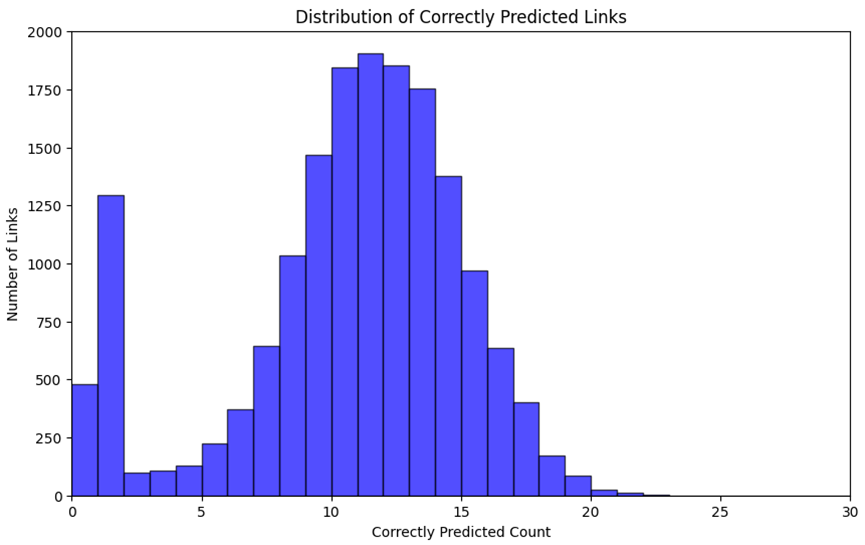 Distribution of Correctly Predicted Links
2000
1750
1500
1250
1000
750
500
250
0
Number of Links
0 5 10 15 20 25 30
Correctly Predicted Count